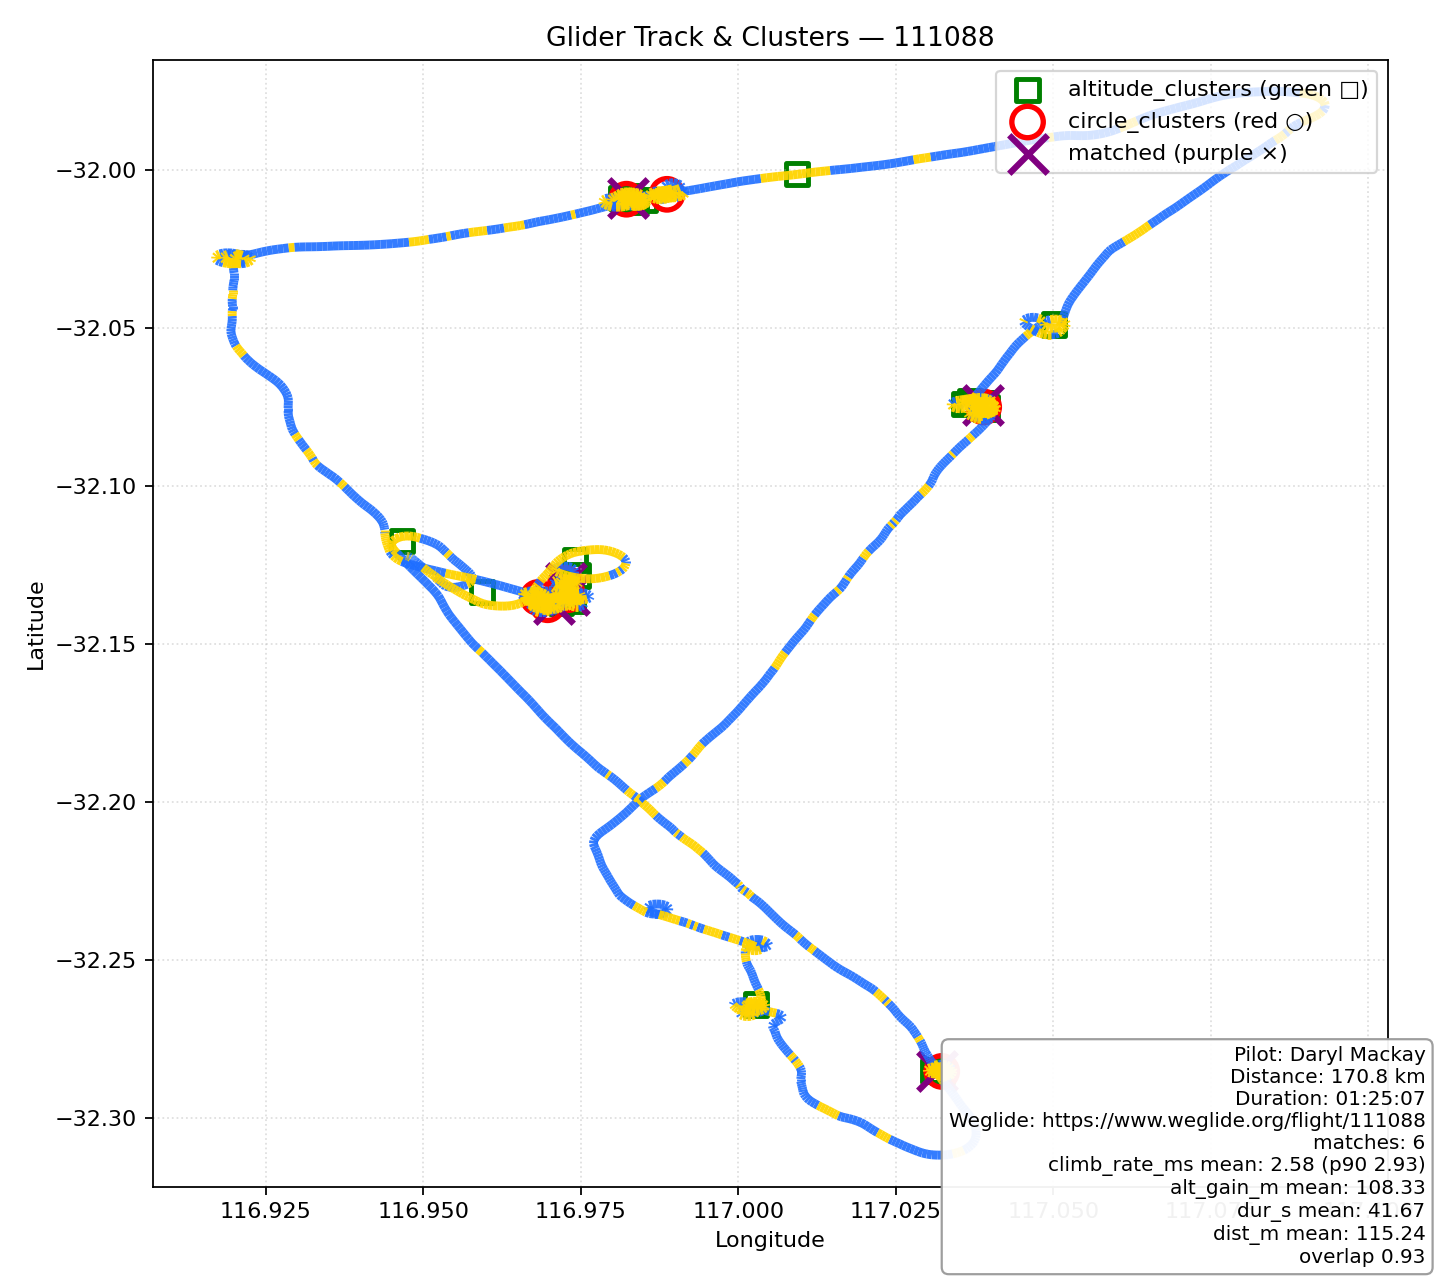 Glider Track & Clusters — 111088
altitude_clusters (green □)
circle_clusters (red ○)
matched (purple ×)
−32.00
−32.05
−32.10
−32.15
−32.20
−32.25
−32.30
Latitude
116.925
116.950
116.975
117.000
117.025
117.050
Longitude
Pilot: Daryl Mackay
Distance: 170.8 km
Duration: 01:25:07
Weglide: https://www.weglide.org/flight/111088
matches: 6
climb_rate_ms mean: 2.58 (p90 2.93)
alt_gain_m mean: 108.33
dur_s mean: 41.67
dist_m mean: 115.24
overlap 0.93